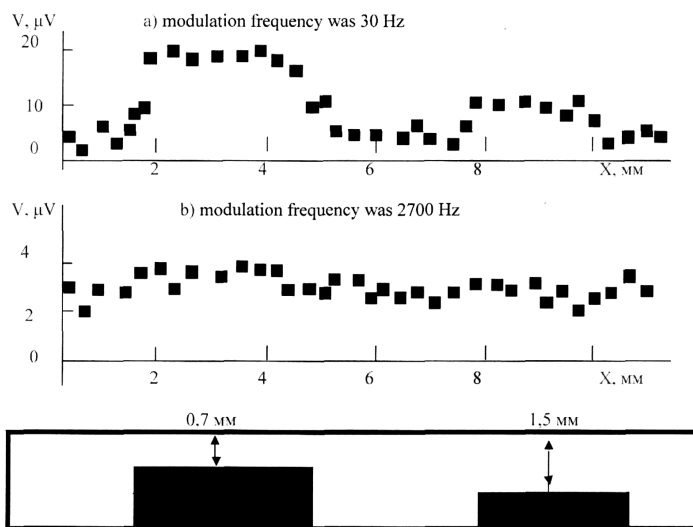 V, μV
a) modulation frequency was 30 Hz
20
10
0
2
4
6
8
X, мм
V, μV
b) modulation frequency was 2700 Hz
4
2
0
2
4
6
8
X, мм
0,7 мм
1,5 мм